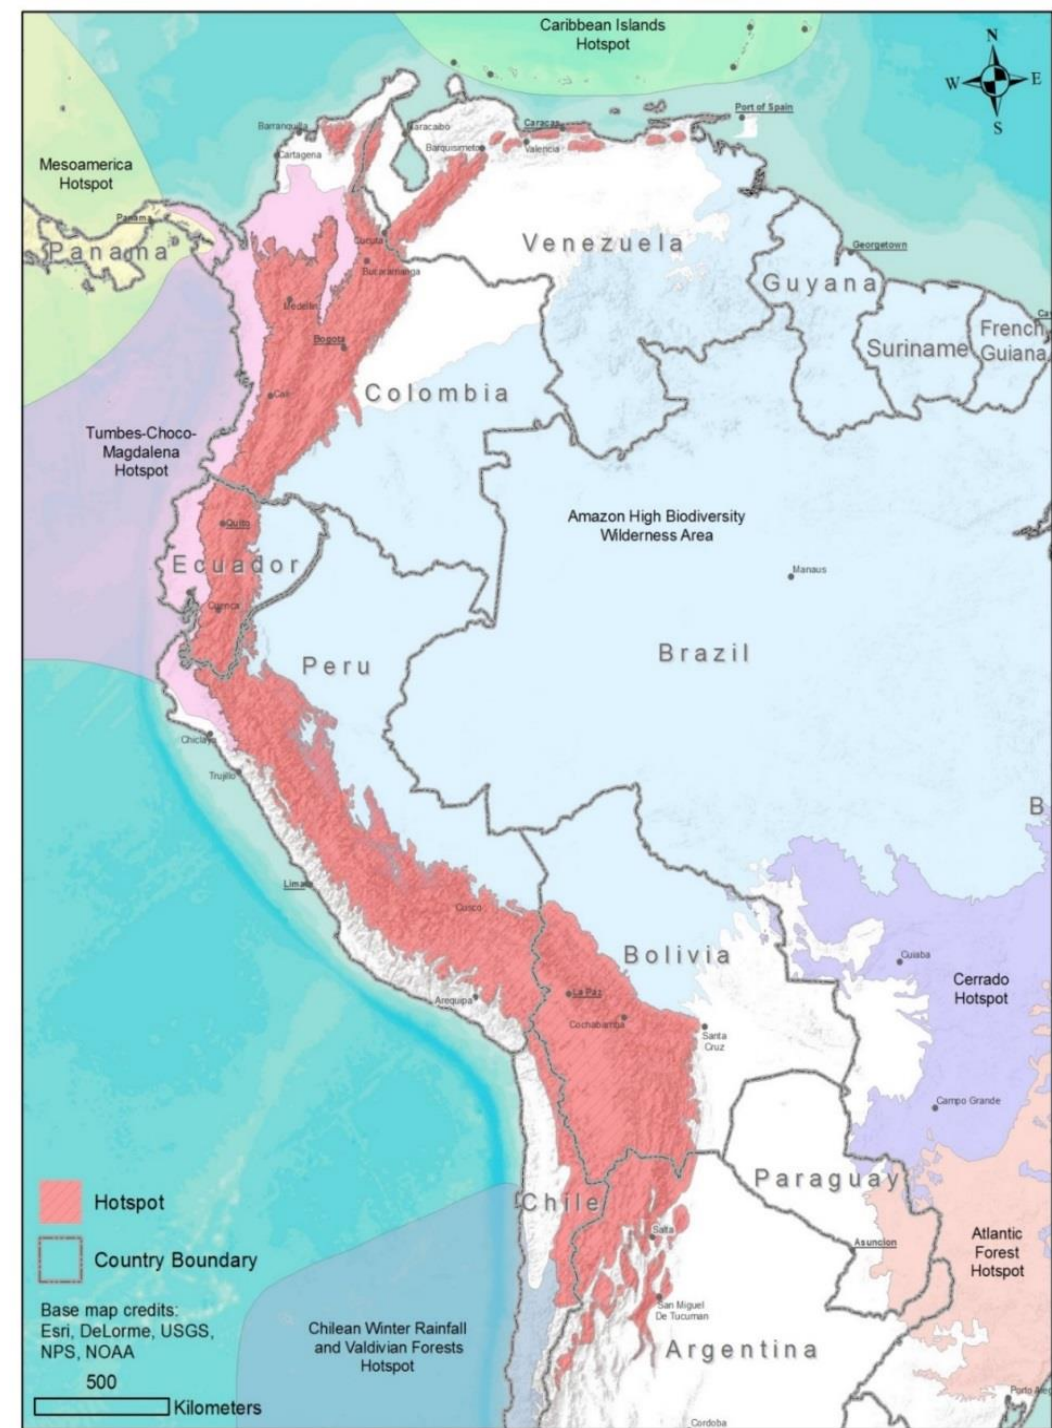 Caribbean Islands
Hotspot
N
W
E
S
Port of Spain
Barranquilla
Maracaibo
Caracas
Cartagena
Barquisimeto
Valencia
Mesoamerica
Hotspot
Panama
Panama
Venezuela
Cucuta
Bucaramanga
Georgetown
Guyana
Medellin
Suriname
French
Guiana
Bogota
Colombia
Cali
Tumbes-Choco-
Magdalena
Hotspot
Quito
Amazon High Biodiversity
Wilderness Area
Ecuador
Manaus
Cuenca
Peru
Brazil
Chiclayo
Trujillo
B
Lima
Cusco
Bolivia
Cuiaba
Cerrado
Hotspot
La Paz
Arequipa
Cochabamba
Santa
Cruz
Campo Grande
Paraguay
Chile
Hotspot
Salta
Asuncion
Atlantic
Forest
Hotspot
Country Boundary
San Miguel
De Tucuman
Base map credits:
Esri, DeLorme, USGS,
NPS, NOAA
Chilean Winter Rainfall
and Valdivian Forests
Hotspot
Argentina
500
Kilometers
Porto Aleg
Cordoba